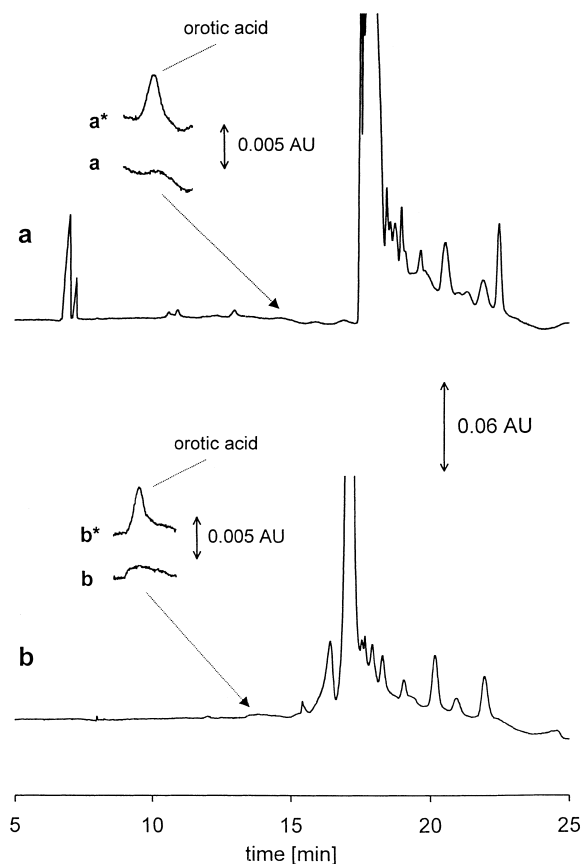 orotic acid
a*
0.005 AU
a
a
0.06 AU
orotic acid
b*
0.005 AU
b
b
5 10 15 20 25
time [min]